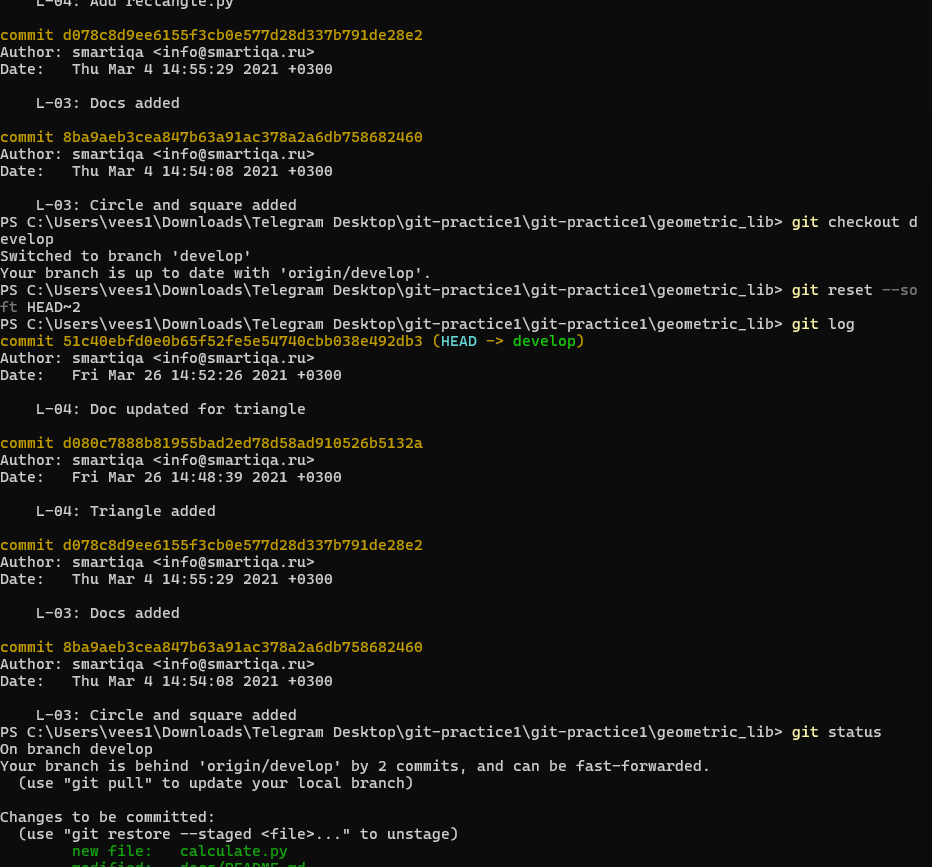 L-04: Add rectangle.py
commit d078c8d9ee6155f3cb0e577d28d337b791de28e2
Author: smartiqa <info@smartiqa.ru>
Date:   Thu Mar 4 14:55:29 2021 +0300
L-03: Docs added
commit 8ba9aeb3cea847b63a91ac378a2a6db758682460
Author: smartiqa <info@smartiqa.ru>
Date:   Thu Mar 4 14:54:08 2021 +0300
L-03: Circle and square added
PS C:\Users\vees1\Downloads\Telegram Desktop\git-practice1\git-practice1\geometric_lib> git checkout d
evelop
Switched to branch 'develop'
Your branch is up to date with 'origin/develop'.
PS C:\Users\vees1\Downloads\Telegram Desktop\git-practice1\git-practice1\geometric_lib> git reset --so
ft HEAD~2
PS C:\Users\vees1\Downloads\Telegram Desktop\git-practice1\git-practice1\geometric_lib> git log
commit 51c40ebfd0e0b65f52fe5e54740cbb038e492db3 (HEAD -> develop)
Author: smartiqa <info@smartiqa.ru>
Date:   Fri Mar 26 14:52:26 2021 +0300
L-04: Doc updated for triangle
commit d080c7888b81955bad2ed78d58ad910526b5132a
Author: smartiqa <info@smartiqa.ru>
Date:   Fri Mar 26 14:48:39 2021 +0300
L-04: Triangle added
commit d078c8d9ee6155f3cb0e577d28d337b791de28e2
Author: smartiqa <info@smartiqa.ru>
Date:   Thu Mar 4 14:55:29 2021 +0300
L-03: Docs added
commit 8ba9aeb3cea847b63a91ac378a2a6db758682460
Author: smartiqa <info@smartiqa.ru>
Date:   Thu Mar 4 14:54:08 2021 +0300
L-03: Circle and square added
PS C:\Users\vees1\Downloads\Telegram Desktop\git-practice1\git-practice1\geometric_lib> git status
On branch develop
Your branch is behind 'origin/develop' by 2 commits, and can be fast-forwarded.
(use "git pull" to update your local branch)
Changes to be committed:
(use "git restore --staged <file>..." to unstage)
new file:   calculate.py
modified:   docs/README.md